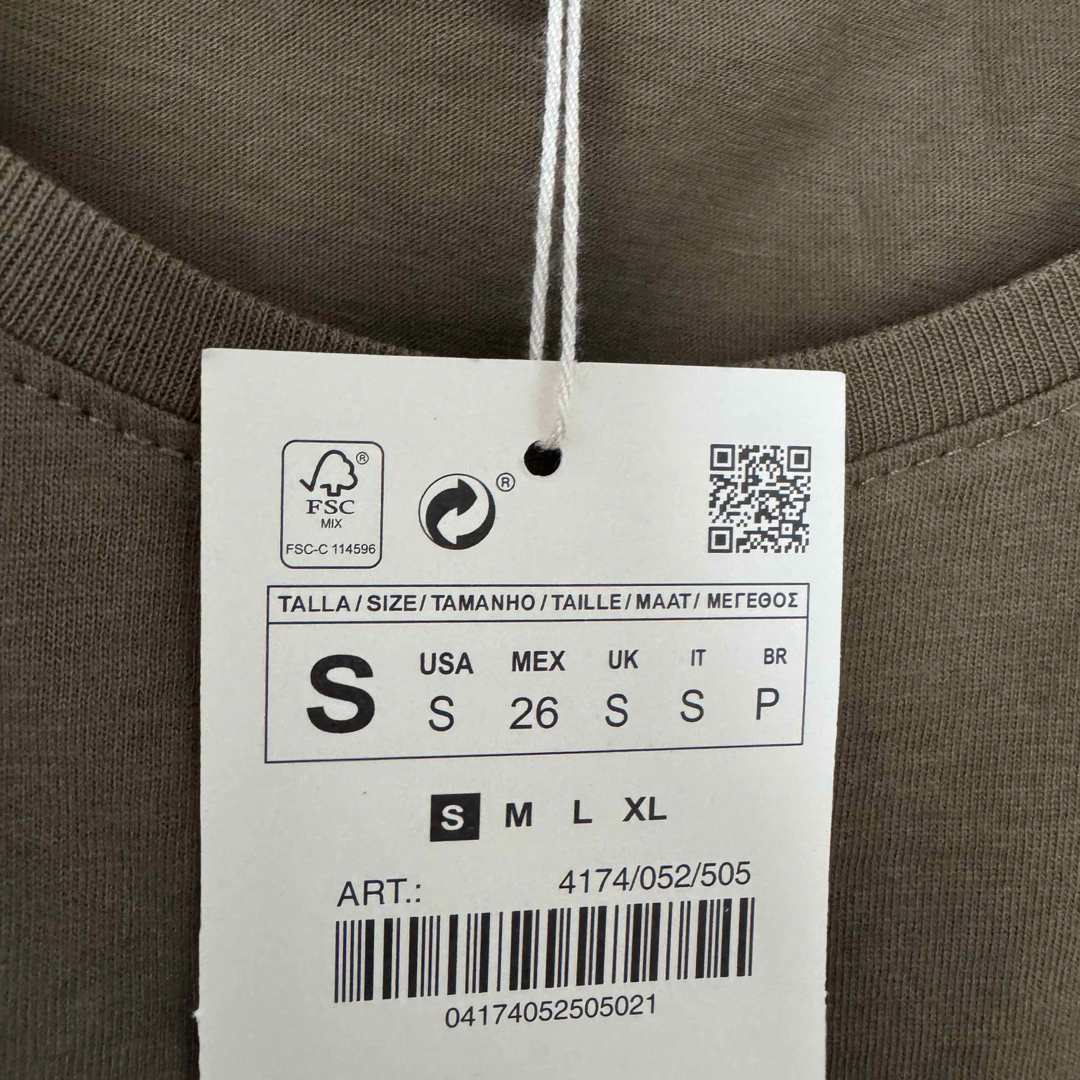 FSC ®
MIX
FSC-C 114596
®
TALLA / SIZE / TAMANHO / TAILLE / MAAT / ΜΕΓΕΘΟΣ
S
USA MEX UK IT BR
S 26 S S P
S M L XL
ART.: 4174/052/505
04174052505021